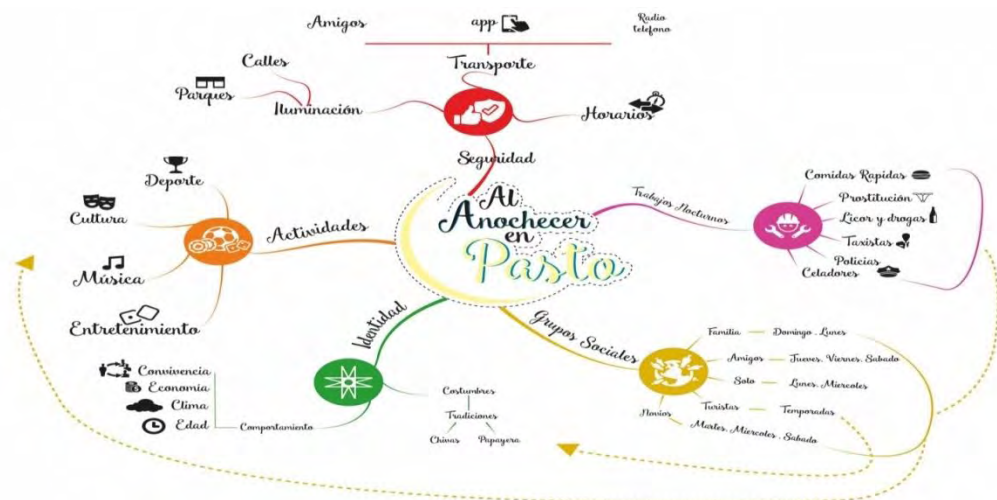 Al
Anochecer
en
Pasto
Seguridad
Transporte
Amigos
app
Radio
telefono
Iluminación
Calles
Parques
Horarios
Trabajos Nocturnos
Comidas Rapidas
Prostitución
Licor y drogas
Taxistas
Policias
Celadores
Grupos Sociales
Familia Domingo . Lunes
Amigos Jueves . Viernes . Sabado
Solo Lunes . Miercoles
Turistas Temporadas
Novios Martes . Miercoles . Sabado
Identidad
Costumbres
Tradiciones
Chivas Papayera
Comportamiento
Convivencia
Economia
Clima
Edad
Actividades
Deporte
Cultura
Música
Entretenimiento